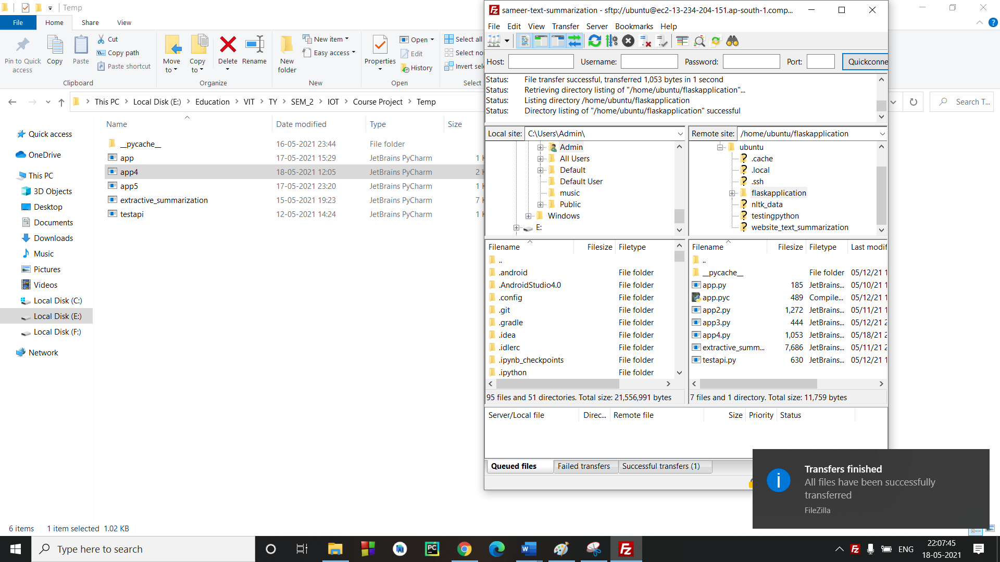 Temp
File Home Share View
Pin to Quick access
Copy
Paste
Cut
Copy path
Paste shortcut
Clipboard
Move to
Copy to
Delete
Rename
Organize
New folder
New item
Easy access
New
Properties
Open
Edit
History
Open
Select all
Select no
Invert sele
Select
This PC Local Disk (E:) Education VIT TY SEM_2 IOT Course Project Temp
Search T...
Name Date modified Type Size
__pycache__ 16-05-2021 23:44 File folder
app 17-05-2021 15:29 JetBrains PyCharm 1 K
app4 18-05-2021 12:05 JetBrains PyCharm 2 K
app5 17-05-2021 23:20 JetBrains PyCharm 1 K
extractive_summarization 15-05-2021 19:23 JetBrains PyCharm 7 K
testapi 12-05-2021 14:24 JetBrains PyCharm 1 K
Quick access
OneDrive
This PC
3D Objects
Desktop
Documents
Downloads
Music
Pictures
Videos
Local Disk (C:)
Local Disk (E:)
Local Disk (F:)
Network
6 items 1 item selected 1.02 KB
sameer-text-summarization - sftp://ubuntu@ec2-13-234-204-151.ap-south-1.comp...
File Edit View Transfer Server Bookmarks Help
Host: Username: Password: Port: Quickconne
Status: File transfer successful, transferred 1,053 bytes in 1 second
Status: Retrieving directory listing of "/home/ubuntu/flaskapplication"...
Status: Listing directory /home/ubuntu/flaskapplication
Status: Directory listing of "/home/ubuntu/flaskapplication" successful
Local site: C:\Users\Admin\
Admin
All Users
Default
Default User
music
Public
Windows
E:
Remote site: /home/ubuntu/flaskapplication
ubuntu
.cache
.local
.ssh
flaskapplication
nltk_data
testingpython
website_text_summarization
Filename Filesize Filetype
..
.android File folder
.AndroidStudio4.0 File folder
.config File folder
.git File folder
.gradle File folder
.idea File folder
.idlerc File folder
.ipynb_checkpoints File folder
.ipython File folder
95 files and 51 directories. Total size: 21,556,991 bytes
Filename Filesize Filetype Last modif
..
__pycache__ File folder 05/12/21 1
app.py 185 JetBrains... 05/10/21 1
app.pyc 489 Compile... 05/12/21 1
app2.py 1,272 JetBrains... 05/11/21 1
app3.py 444 JetBrains... 05/12/21 2
app4.py 1,053 JetBrains... 05/18/21 2
extractive_summ... 7,686 JetBrains... 05/11/21 2
testapi.py 630 JetBrains... 05/12/21 1
7 files and 1 directory. Total size: 11,759 bytes
Server/Local file Direc... Remote file Size Priority Status
Queued files Failed transfers Successful transfers (1)
Transfers finished
All files have been successfully
transferred
FileZilla
Type here to search
ENG
22:07:45
18-05-2021